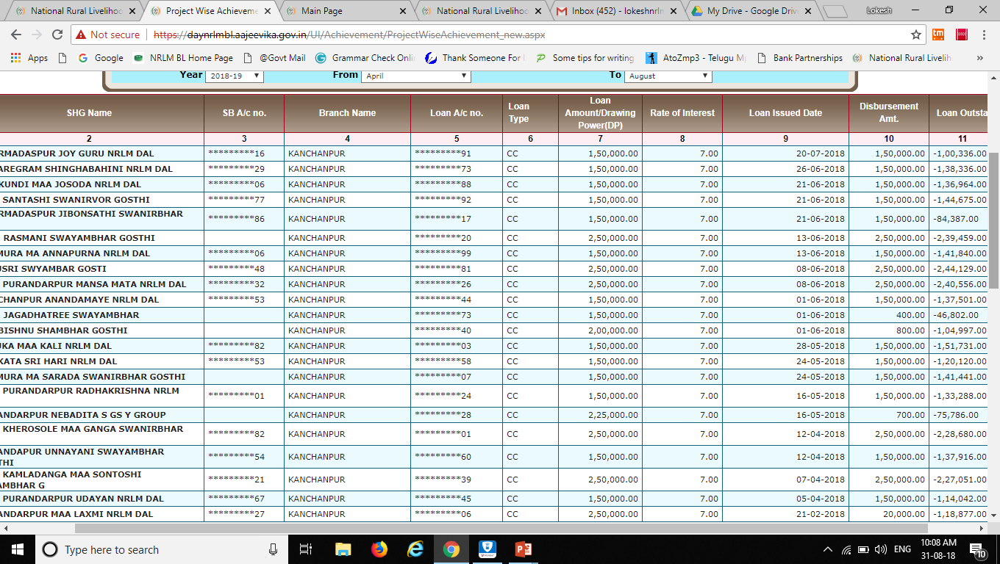 National Rural Livelihoo
Project Wise Achieveme
Main Page
National Rural Livelihoo
Inbox (452) - lokeshnrlm
My Drive - Google Drive
Lokesh
Not secure https://daynrlmbl.aajeevika.gov.in/UI/Achievement/ProjectWiseAchievement_new.aspx
Apps Google NRLM BL Home Page @Govt Mail Grammar Check Onli Thank Someone For Some tips for writing AtoZmp3 - Telugu M Bank Partnerships National Rural Livelih »
Year 2018-19 From April To August
SHG Name SB A/c no. Branch Name Loan A/c no. Loan Type Loan Amount/Drawing Power(DP) Rate of Interest Loan Issued Date Disbursement Amt. Loan Outsta
2 3 4 5 6 7 8 9 10 11
RMADASPUR JOY GURU NRLM DAL *********16 KANCHANPUR *********91 CC 1,50,000.00 7.00 20-07-2018 1,50,000.00 -1,00,336.00
AREGRAM SHINGHABAHINI NRLM DAL *********29 KANCHANPUR *********73 CC 1,50,000.00 7.00 26-06-2018 1,50,000.00 -1,38,336.00
KUNDI MAA JOSODA NRLM DAL *********06 KANCHANPUR *********88 CC 1,50,000.00 7.00 21-06-2018 1,50,000.00 -1,36,964.00
SANTASHI SWANIRVOR GOSTHI *********77 KANCHANPUR *********92 CC 1,50,000.00 7.00 21-06-2018 1,50,000.00 -1,44,675.00
RMADASPUR JIBONSATHI SWANIRBHAR *********86 KANCHANPUR *********17 CC 1,50,000.00 7.00 21-06-2018 1,50,000.00 -84,387.00
RASMANI SWAYAMBHAR GOSTHI KANCHANPUR *********20 CC 2,50,000.00 7.00 13-06-2018 2,50,000.00 -2,39,459.00
MURA MA ANNAPURNA NRLM DAL *********06 KANCHANPUR *********99 CC 1,50,000.00 7.00 13-06-2018 1,50,000.00 -1,41,840.00
USRI SWYAMBAR GOSTI *********48 KANCHANPUR *********81 CC 2,50,000.00 7.00 08-06-2018 2,50,000.00 -2,44,129.00
PURANDARPUR MANSA MATA NRLM DAL *********32 KANCHANPUR *********26 CC 2,50,000.00 7.00 08-06-2018 2,50,000.00 -2,40,556.00
CHANPUR ANANDAMAYE NRLM DAL *********53 KANCHANPUR *********44 CC 1,50,000.00 7.00 01-06-2018 1,50,000.00 -1,37,501.00
JAGADHATREE SWAYAMBHAR KANCHANPUR *********73 CC 1,50,000.00 7.00 01-06-2018 400.00 -46,802.00
BISHNU SHAMBHAR GOSTHI KANCHANPUR *********40 CC 2,00,000.00 7.00 01-06-2018 800.00 -1,04,997.00
UKA MAA KALI NRLM DAL *********82 KANCHANPUR *********03 CC 1,50,000.00 7.00 28-05-2018 1,50,000.00 -1,51,731.00
KATA SRI HARI NRLM DAL *********53 KANCHANPUR *********58 CC 1,50,000.00 7.00 24-05-2018 1,50,000.00 -1,20,120.00
MURA MA SARADA SWANIRBHAR GOSTHI KANCHANPUR *********07 CC 1,50,000.00 7.00 24-05-2018 1,50,000.00 -1,41,441.00
PURANDARPUR RADHAKRISHNA NRLM *********01 KANCHANPUR *********24 CC 1,50,000.00 7.00 16-05-2018 1,50,000.00 -1,33,288.00
ANDARPUR NEBADITA S GS Y GROUP KANCHANPUR *********28 CC 2,25,000.00 7.00 16-05-2018 700.00 -75,786.00
KHEROSOLE MAA GANGA SWANIRBHAR *********82 KANCHANPUR *********01 CC 2,50,000.00 7.00 12-04-2018 2,50,000.00 -2,28,680.00
ANDAPUR UNNAYANI SWAYAMBHAR
THI *********54 KANCHANPUR *********60 CC 1,50,000.00 7.00 12-04-2018 1,50,000.00 -1,37,916.00
KAMLADANGA MAA SONTOSHI
AMBHAR G *********21 KANCHANPUR *********39 CC 2,50,000.00 7.00 07-04-2018 2,50,000.00 -2,27,051.00
PURANDARPUR UDAYAN NRLM DAL *********67 KANCHANPUR *********45 CC 1,50,000.00 7.00 05-04-2018 1,50,000.00 -1,14,042.00
ANDARPUR MAA LAXMI NRLM DAL *********27 KANCHANPUR *********06 CC 2,50,000.00 7.00 21-02-2018 20,000.00 -1,18,877.00
Type here to search
ENG
10:08 AM
31-08-18
10